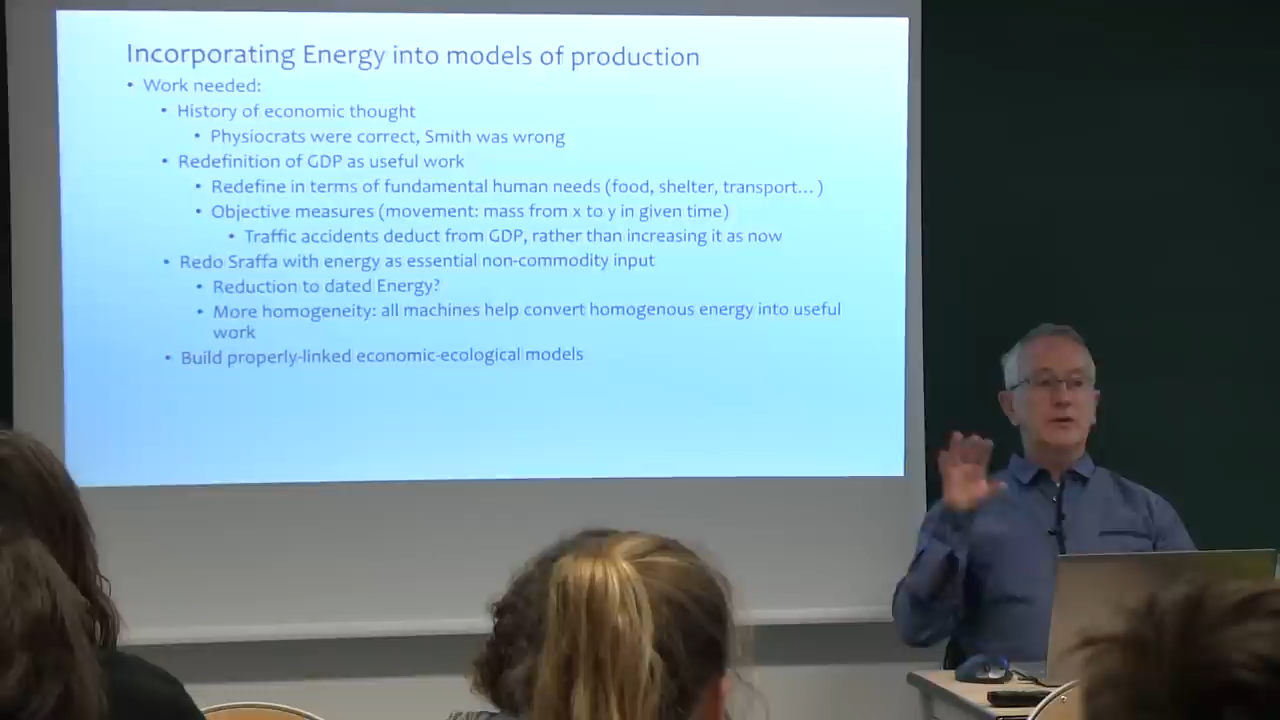 Incorporating Energy into models of production
• Work needed:
• History of economic thought
• Physiocrats were correct, Smith was wrong
• Redefinition of GDP as useful work
• Redefine in terms of fundamental human needs (food, shelter, transport... )
• Objective measures (movement: mass from x to y in given time)
• Traffic accidents deduct from GDP, rather than increasing it as now
• Redo Sraffa with energy as essential non-commodity input
• Reduction to dated Energy?
• More homogeneity: all machines help convert homogenous energy into useful
work
• Build properly-linked economic-ecological models